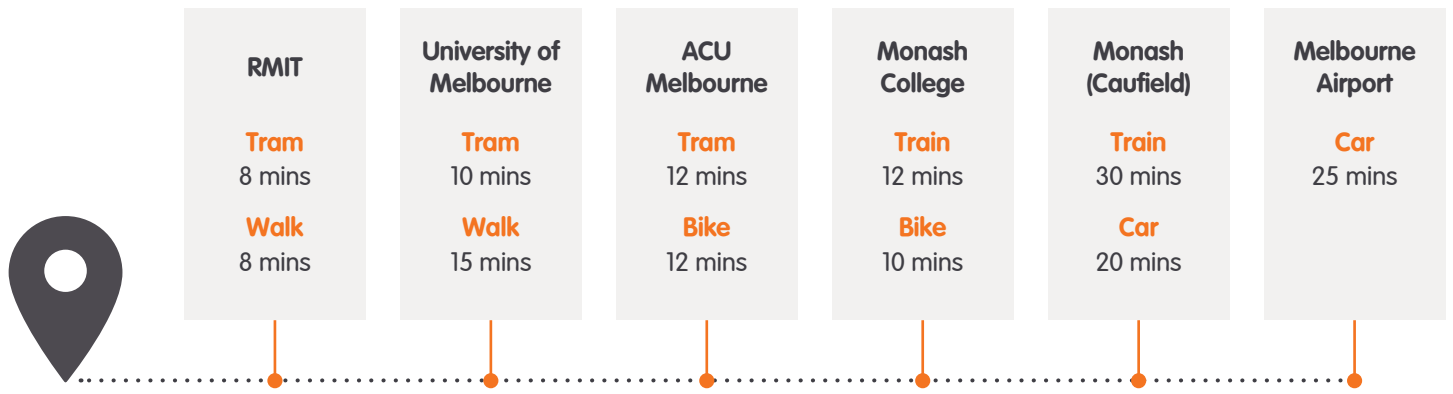 RMIT
Tram
8 mins
Walk
8 mins
University of
Melbourne
Tram
10 mins
Walk
15 mins
ACU
Melbourne
Tram
12 mins
Bike
12 mins
Monash
College
Train
12 mins
Bike
10 mins
Monash
(Caufield)
Train
30 mins
Car
20 mins
Melbourne
Airport
Car
25 mins